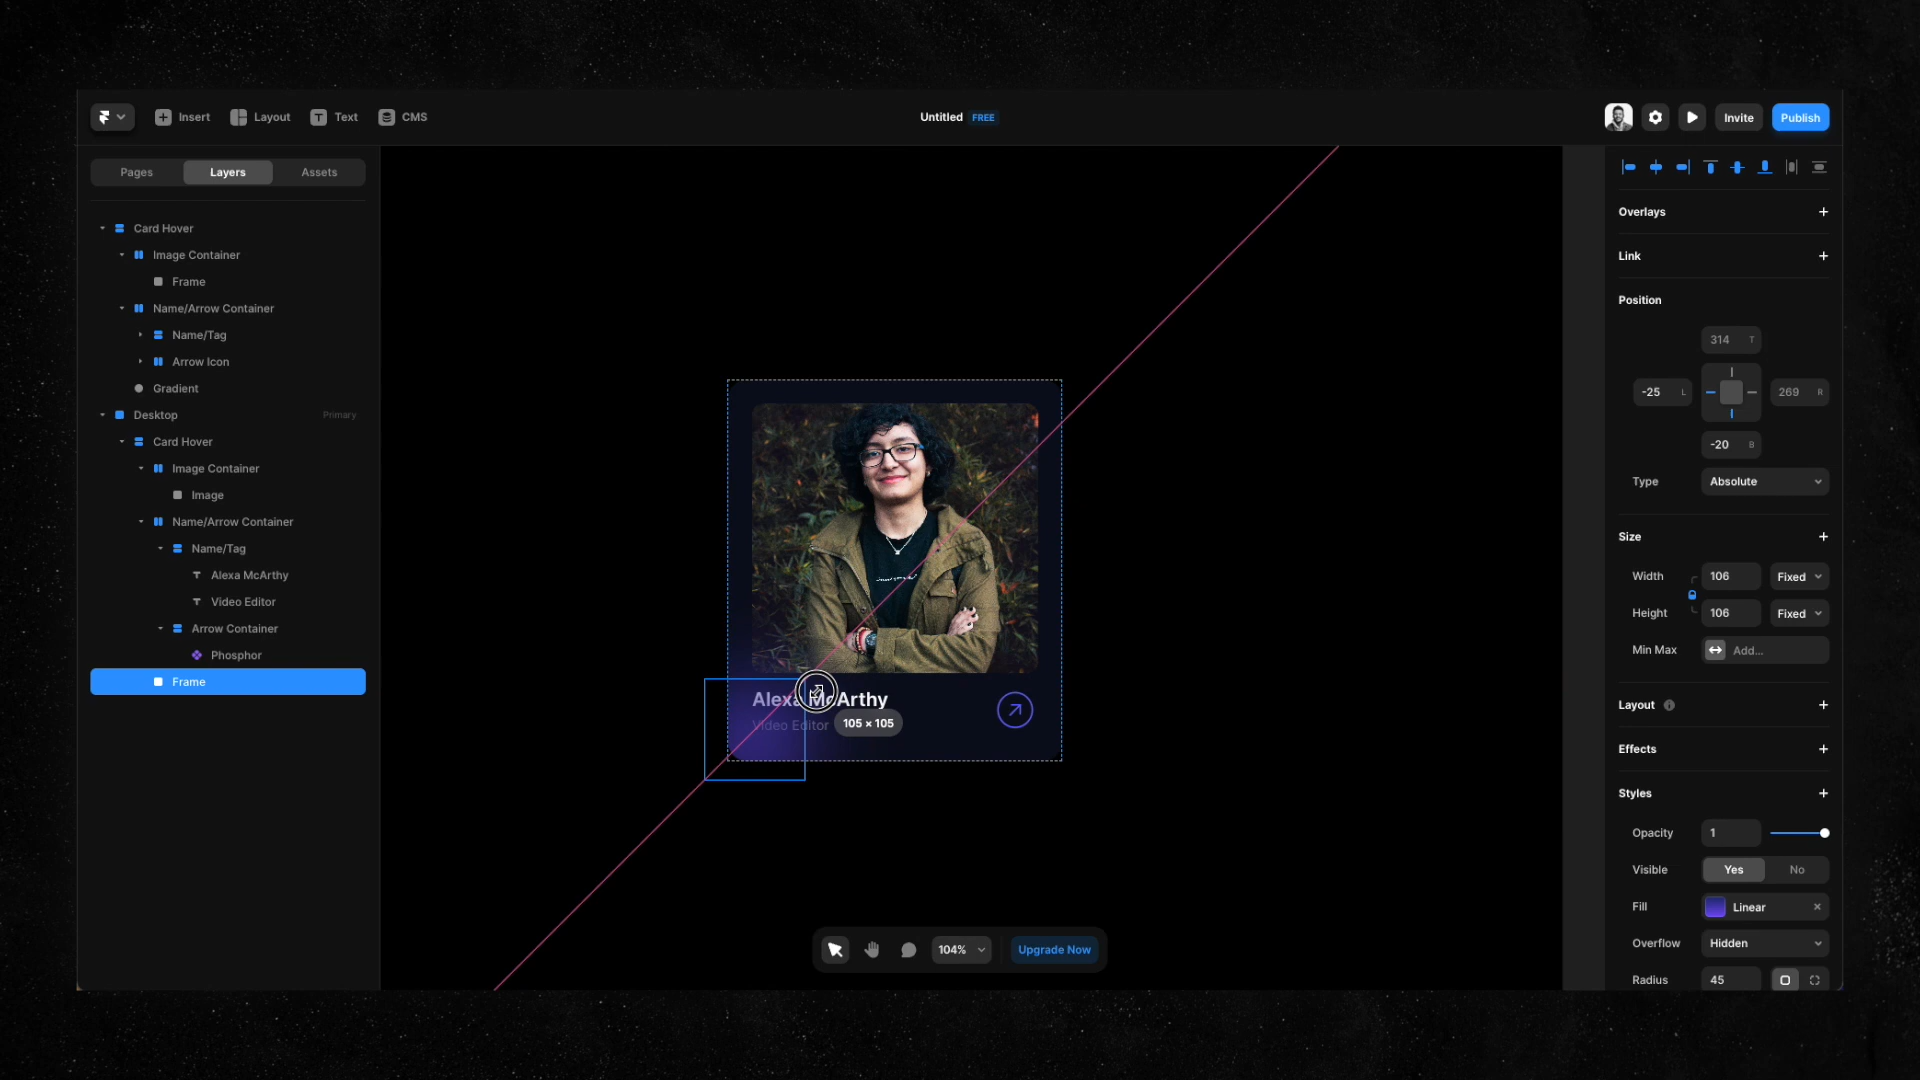 Insert
Layout
Text
CMS
Untitled FREE
Invite
Publish
Pages
Layers
Assets
Card Hover
Image Container
Frame
Name/Arrow Container
Name/Tag
Arrow Icon
Gradient
Desktop
Primary
Card Hover
Image Container
Image
Name/Arrow Container
Name/Tag
Alexa McArthy
Video Editor
Arrow Container
Phosphor
Frame
Alexa McArthy
Video Editor
105 × 105
104%
Upgrade Now
Overlays
Link
Position
314 T
-25 L
269 R
-20 B
Type Absolute
Size
Width 106 Fixed
Height 106 Fixed
Min Max Add...
Layout
Effects
Styles
Opacity 1
Visible Yes No
Fill Linear
Overflow Hidden
Radius 45